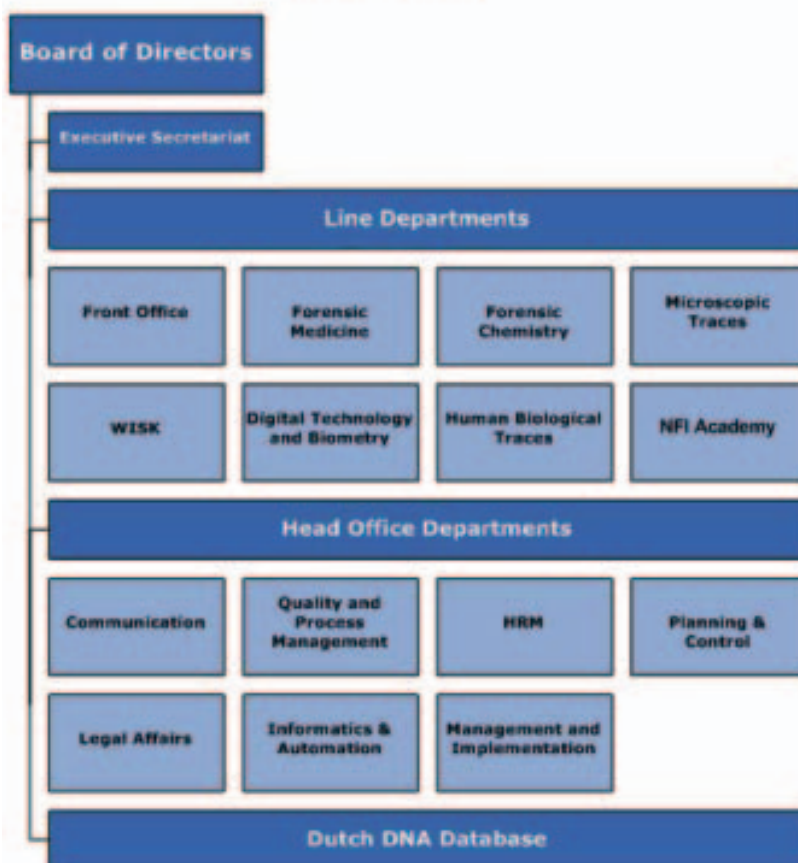 Board of Directors
Executive Secretariat
Line Departments
Front Office
Forensic
Medicine
Forensic
Chemistry
Microscopic
Traces
WISK
Digital Technology
and Biometry
Human Biological
Traces
NFI Academy
Head Office Departments
Communication
Quality and
Process
Management
HRM
Planning &
Control
Legal Affairs
Informatics &
Automation
Management and
Implementation
Dutch DNA Database